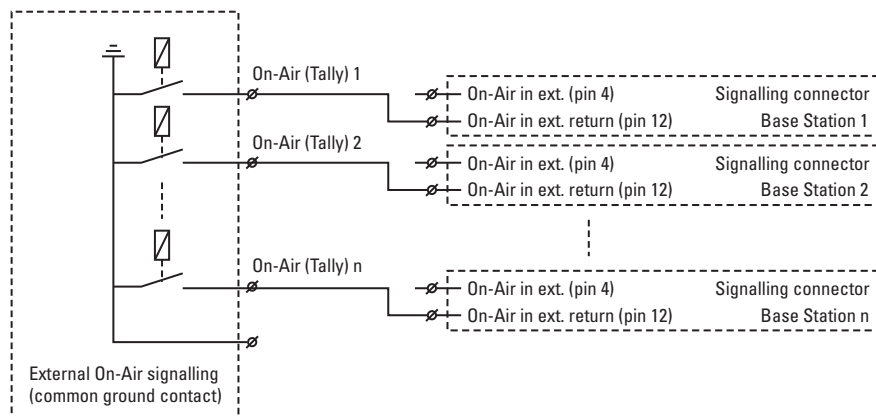 On-Air (Tally) 1
On-Air in ext. (pin 4) Signalling connector
On-Air in ext. return (pin 12) Base Station 1
On-Air (Tally) 2
On-Air in ext. (pin 4) Signalling connector
On-Air in ext. return (pin 12) Base Station 2
On-Air (Tally) n
On-Air in ext. (pin 4) Signalling connector
On-Air in ext. return (pin 12) Base Station n
External On-Air signalling
(common ground contact)